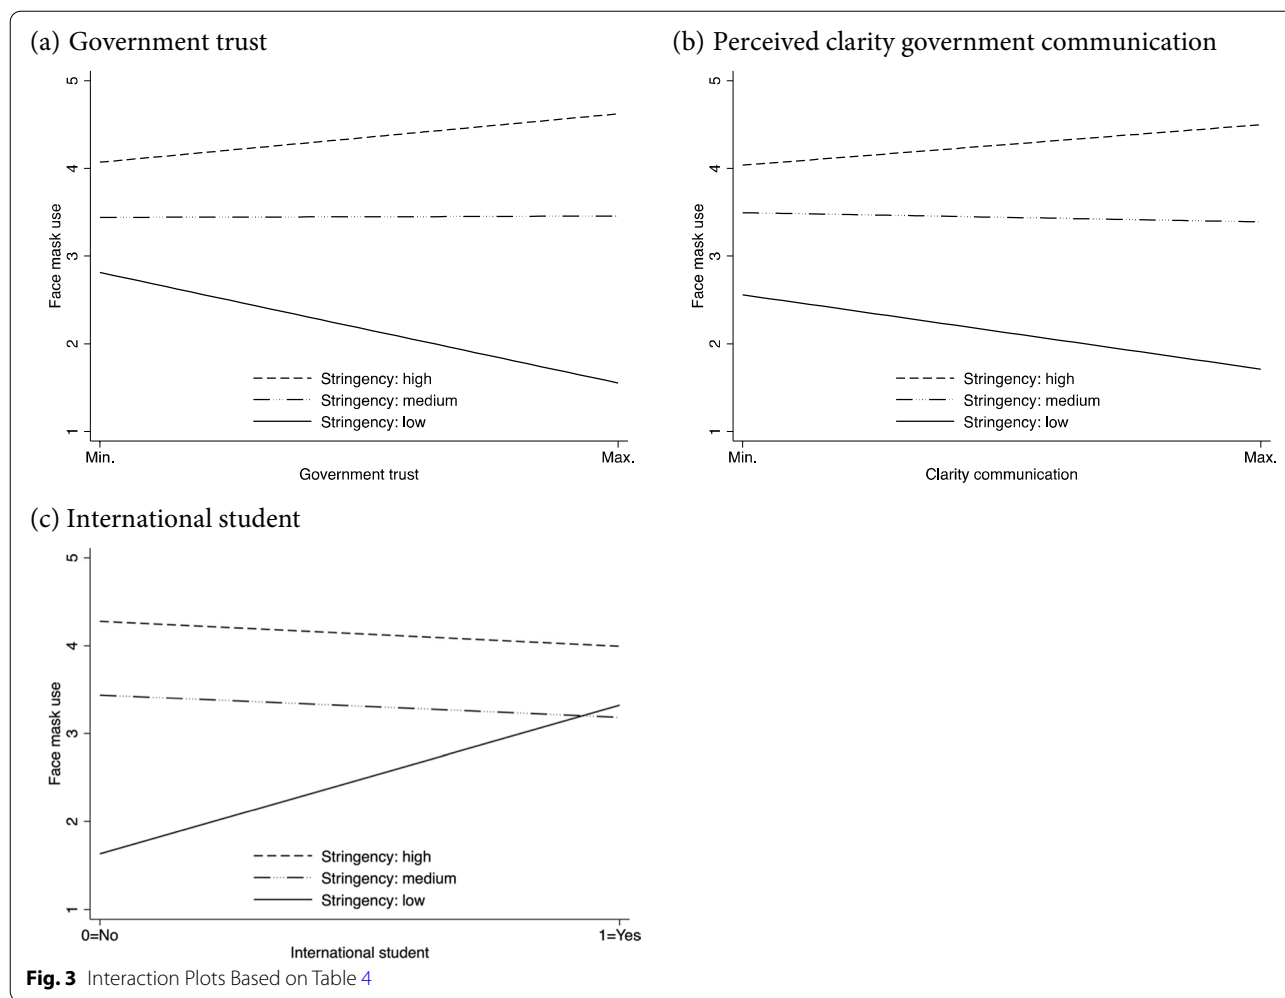 (a) Government trust
5
4
3
2
1
Face mask use
Stringency: high
Stringency: medium
Stringency: low
Min.
Max.
Government trust
(b) Perceived clarity government communication
5
4
3
2
1
Face mask use
Stringency: high
Stringency: medium
Stringency: low
Min.
Max.
Clarity communication
(c) International student
5
4
3
2
1
Face mask use
Stringency: high
Stringency: medium
Stringency: low
0=No
1=Yes
International student
Fig. 3 Interaction Plots Based on Table 4